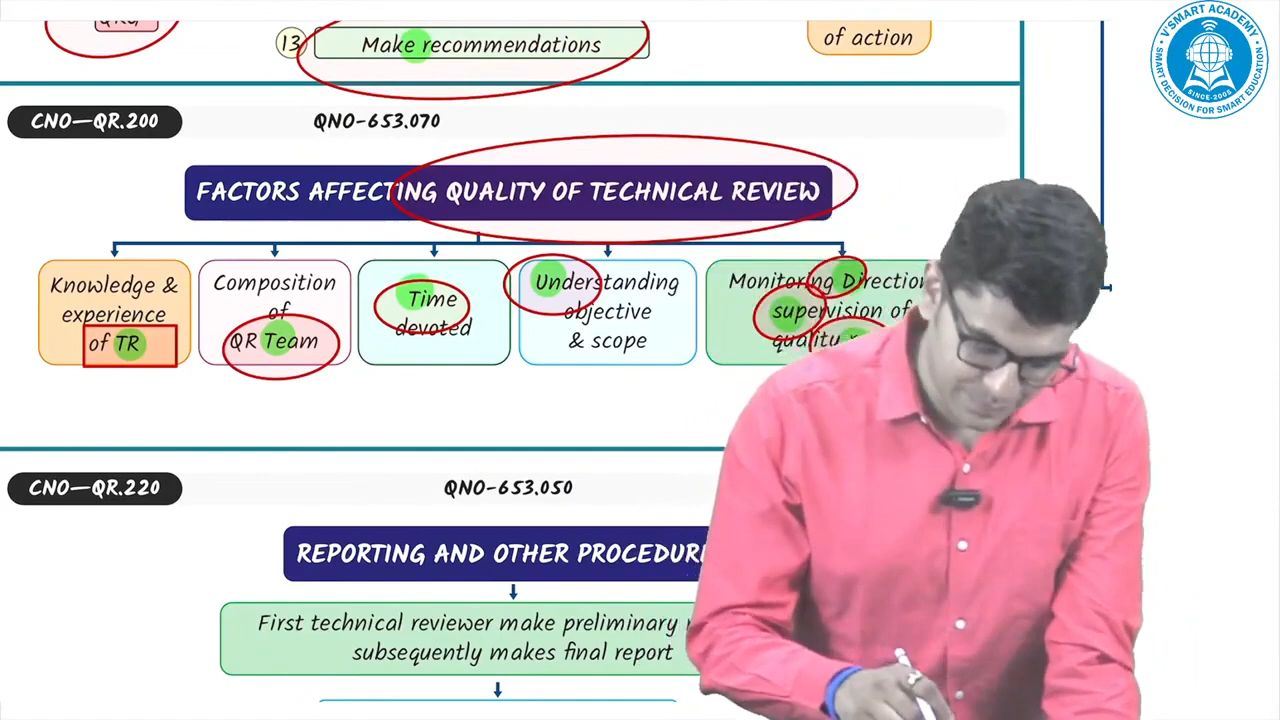 13
Make recommendations
of action
V'SMART ACADEMY
SMART DECISION FOR SMART EDUCATION
SINCE-2005
CNO—QR.200
QNO-653.070
FACTORS AFFECTING QUALITY OF TECHNICAL REVIEW
Knowledge &
experience
of TR
Composition
of
QR Team
Time
devoted
Understanding
objective
& scope
Monitoring Direction
supervision of
quality
CNO—QR.220
QNO-653.050
REPORTING AND OTHER
First technical reviewer make preliminary
subsequently makes final report